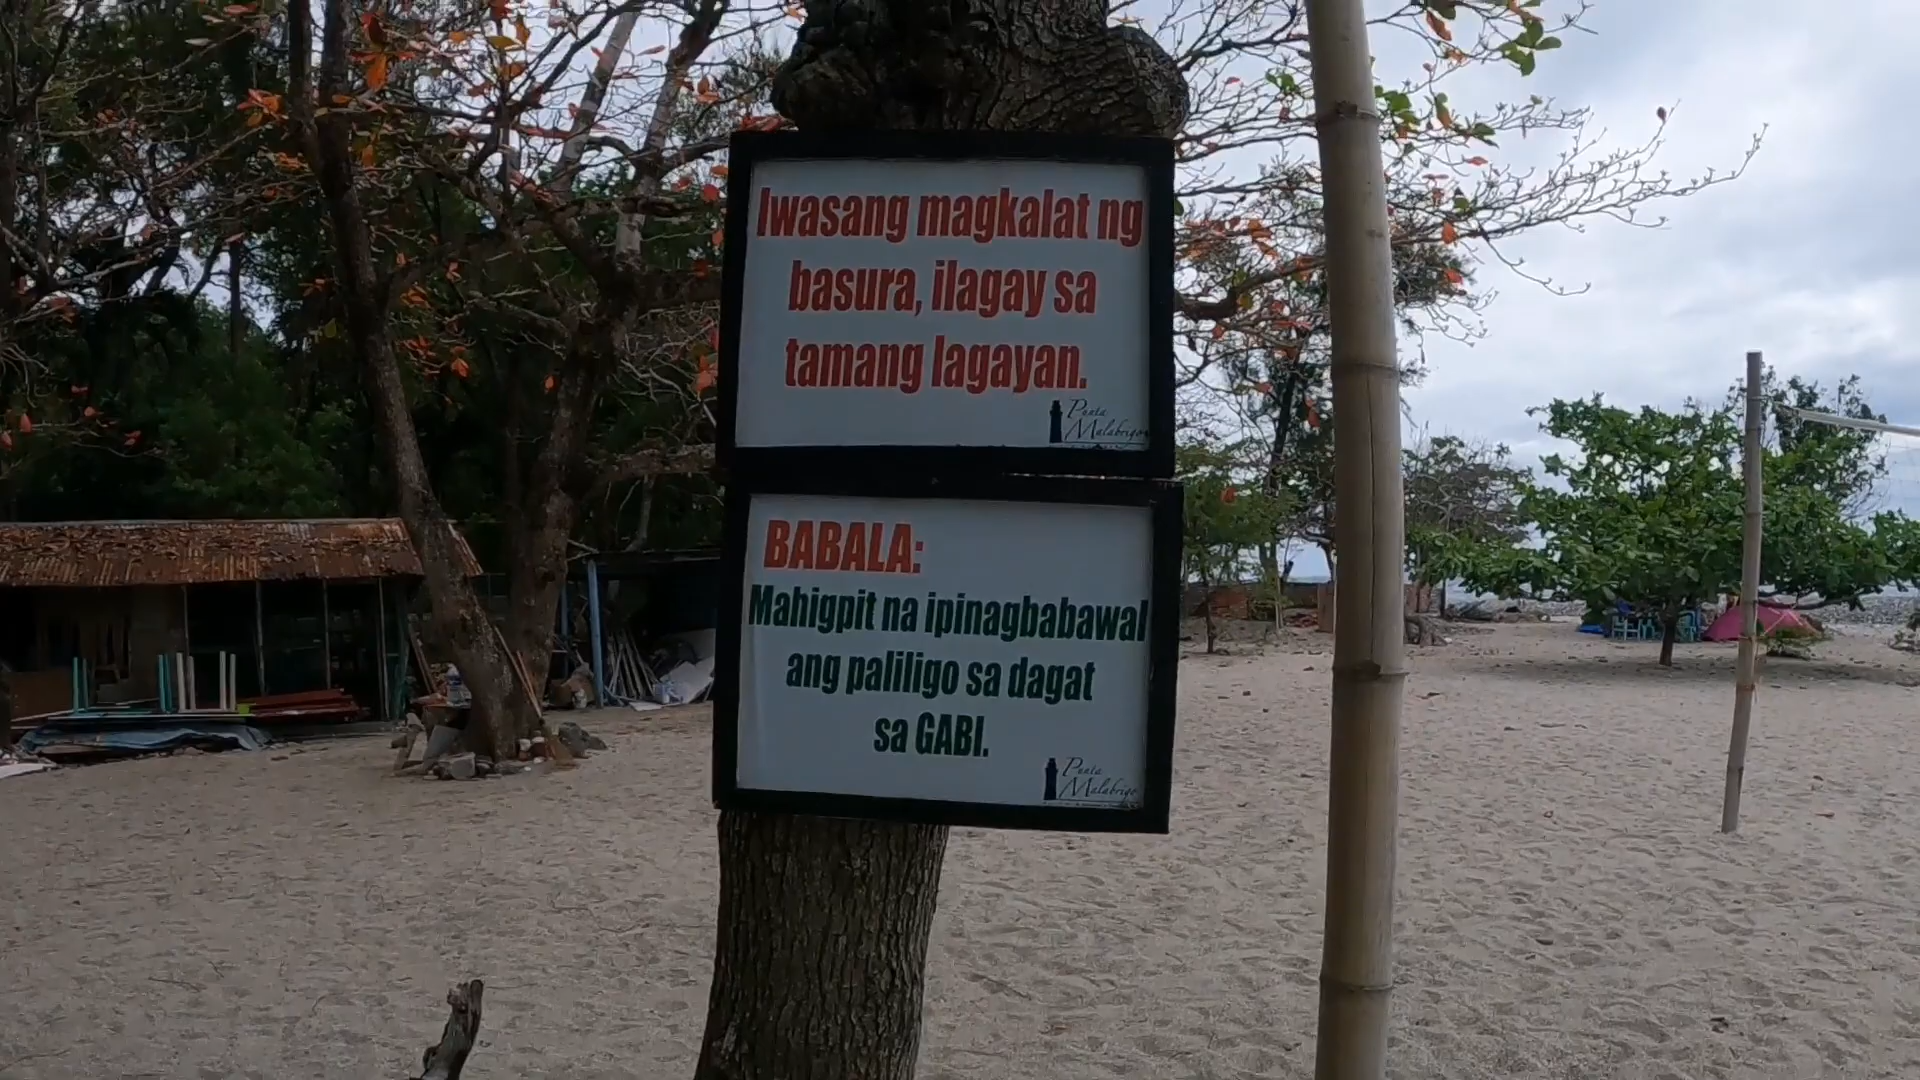 Iwasang magkalat ng
basura, ilagay sa
tamang lagayan.
Punta
Malabrigo
BABALA:
Mahigpit na ipinagbabawal
ang paliligo sa dagat
sa GABI.
Punta
Malabrigo